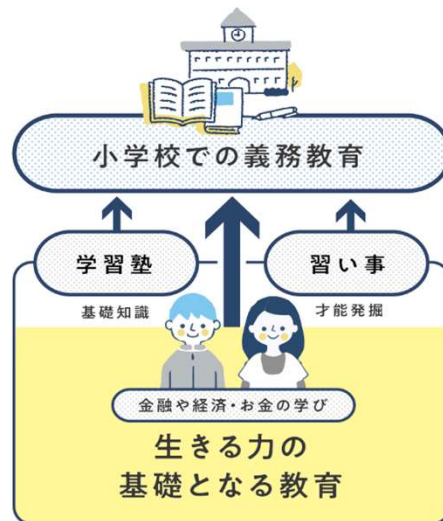 小学校での義務教育
学習塾
習い事
基礎知識
才能発掘
金融や経済・お金の学び
生きる力の
基礎となる教育